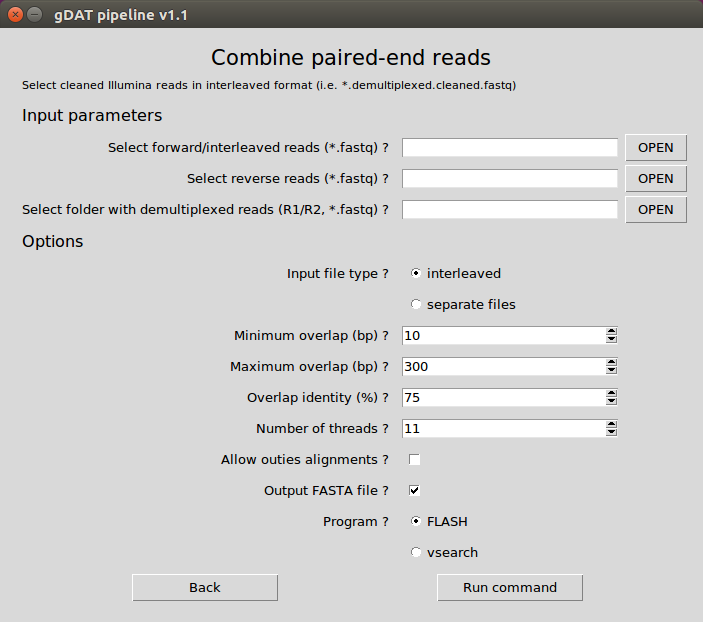 gDAT pipeline v1.1
Combine paired-end reads
Select cleaned Illumina reads in interleaved format (i.e. *.demultiplexed.cleaned.fastq)
Input parameters
Select forward/interleaved reads (*.fastq) ? OPEN
Select reverse reads (*.fastq) ? OPEN
Select folder with demultiplexed reads (R1/R2, *.fastq) ? OPEN
Options
Input file type ? interleaved
separate files
Minimum overlap (bp) ? 10
Maximum overlap (bp) ? 300
Overlap identity (%) ? 75
Number of threads ? 11
Allow outies alignments ?
Output FASTA file ?
Program ? FLASH
vsearch
Back Run command